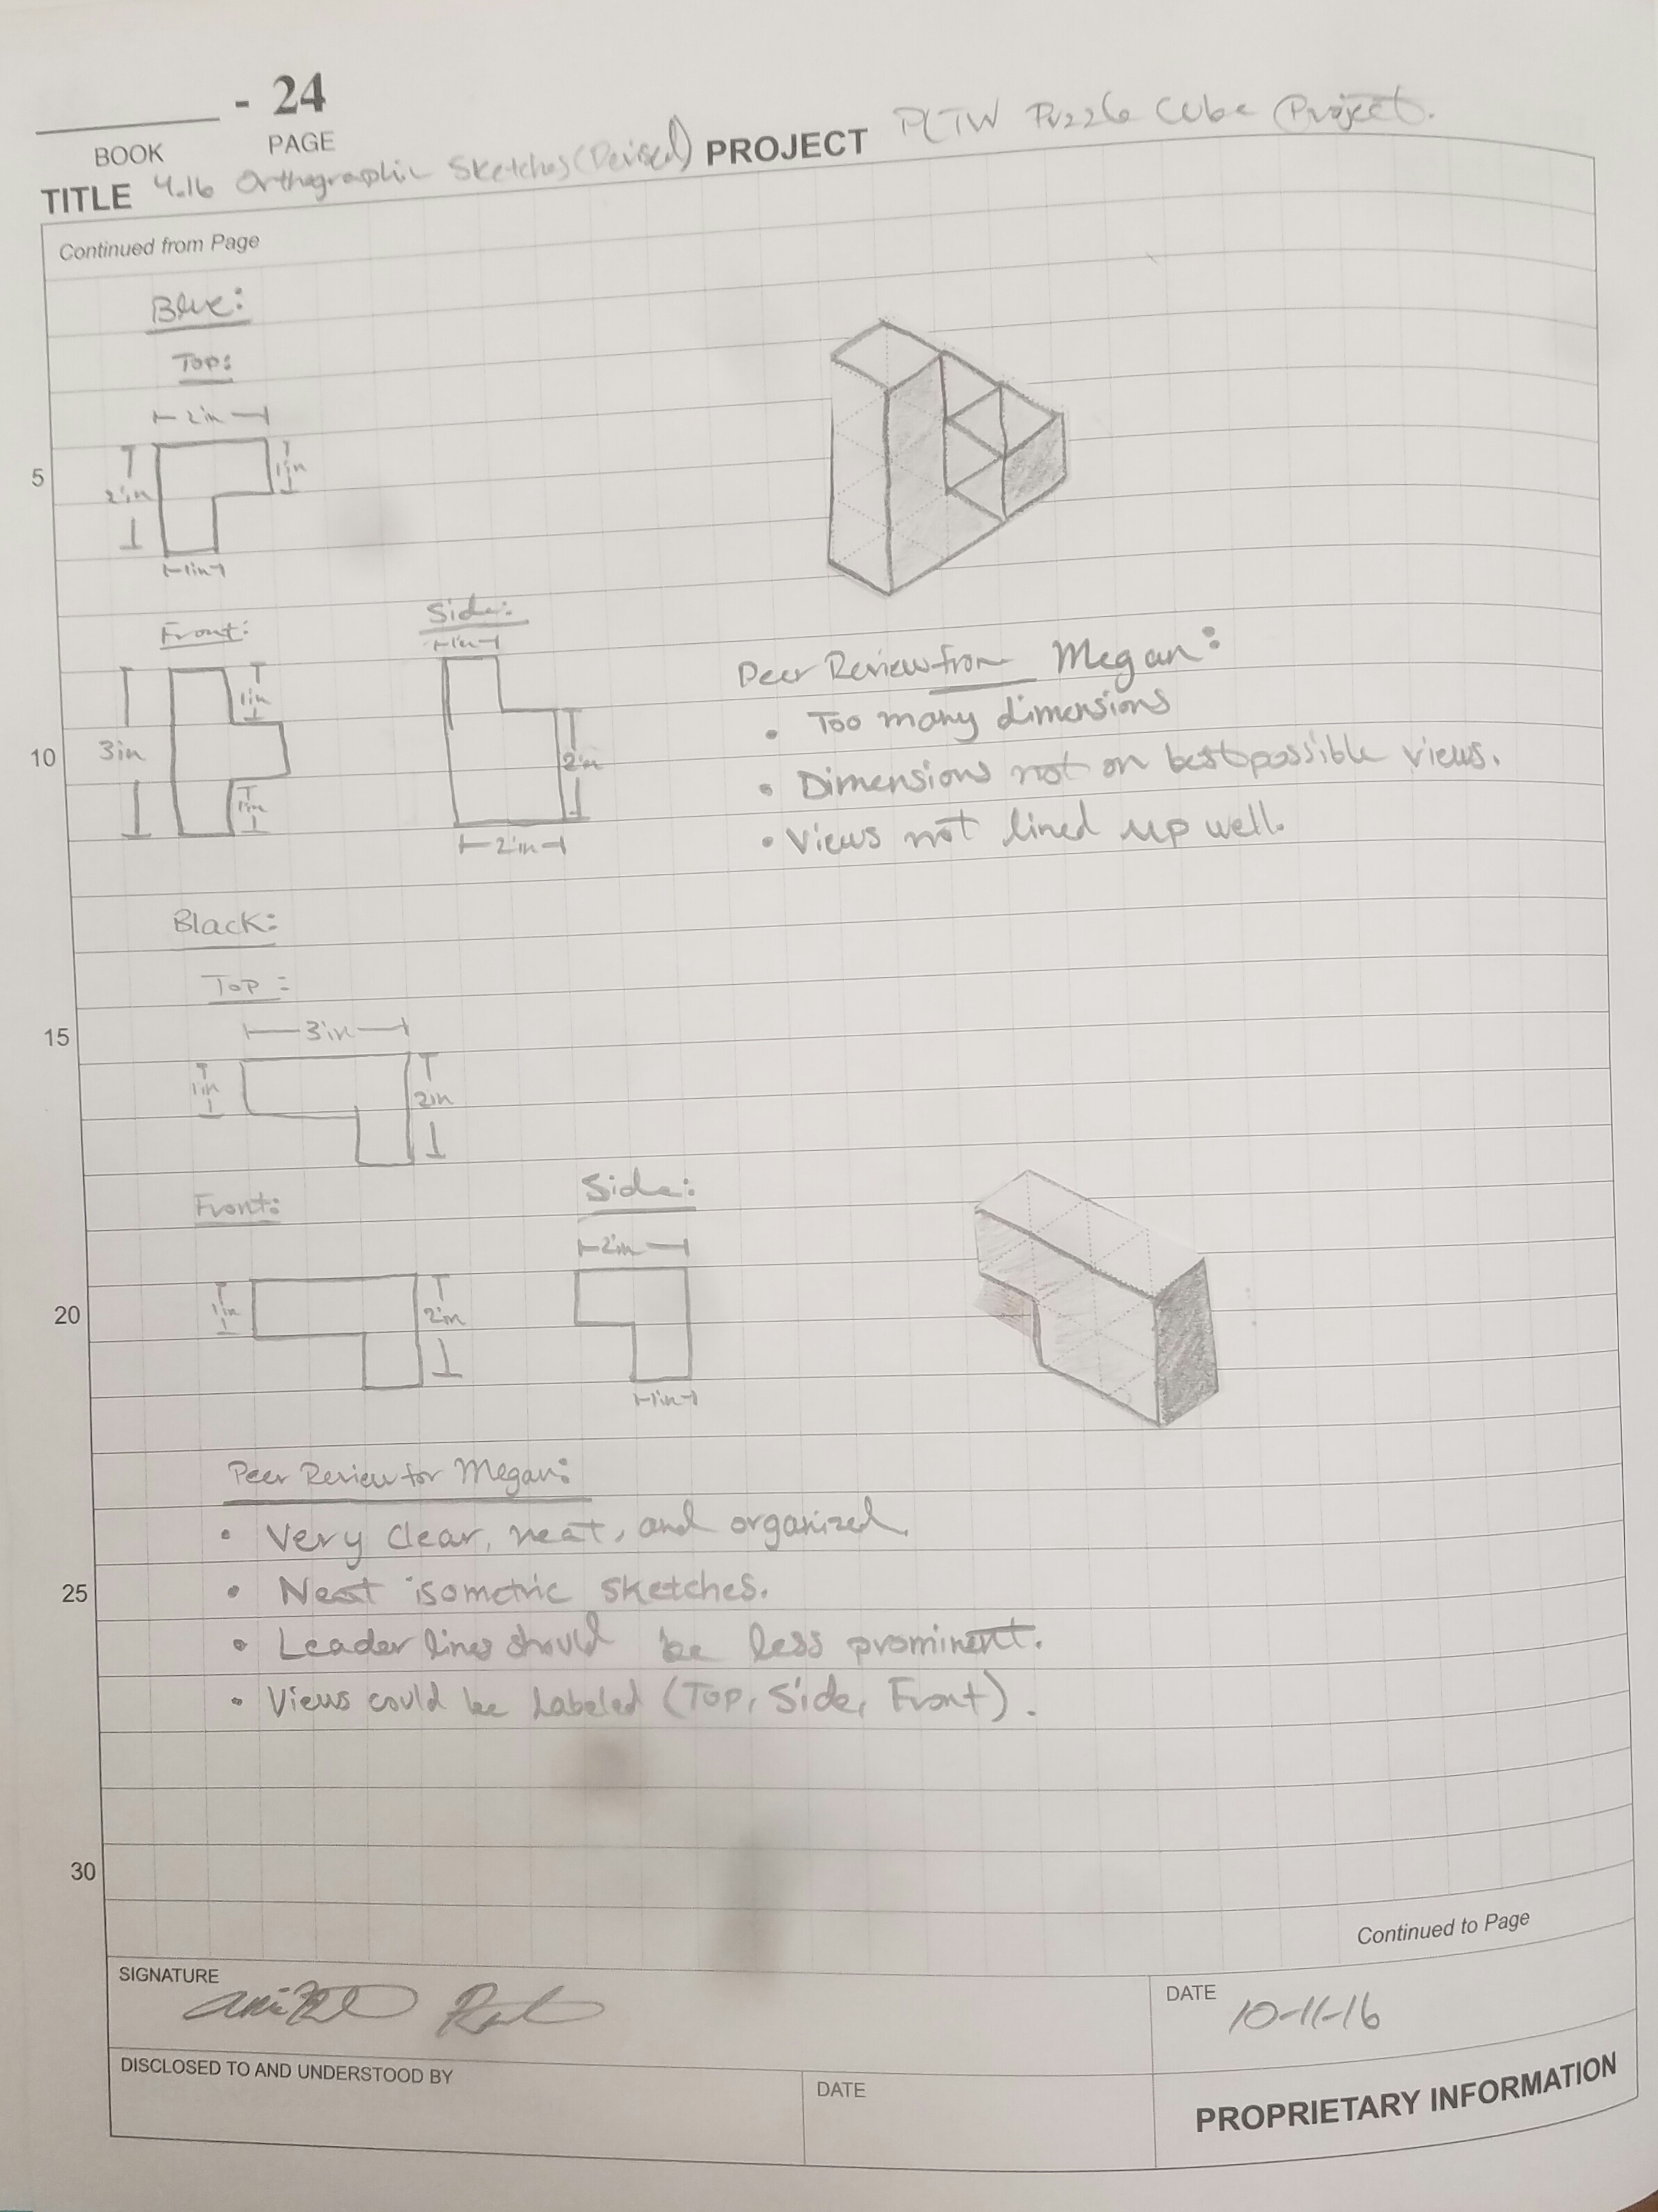 - 24
BOOK PAGE
TITLE 4.1b Orthographic Sketches (Revised) PROJECT PLTW Puzzle Cube Project.
Continued from Page
Blue:
Top:
2in
5
2in 1in
1in
Front: Side:
1in
1in
10 3in 2in
1in
2in
Peer Review from Megan:
• Too many dimensions
• Dimensions not on best possible views.
• Views not lined up well.
Black:
Top:
15 3in
1in 2in
Front: Side:
2in
20 1in 2in
1in
Peer Review for Megan:
• Very clear, neat, and organized.
25 • Neat isometric sketches.
• Leader lines should be less prominent.
• Views could be labeled (Top, Side, Front).
30
Continued to Page
SIGNATURE DATE 10-11-16
DISCLOSED TO AND UNDERSTOOD BY DATE PROPRIETARY INFORMATION